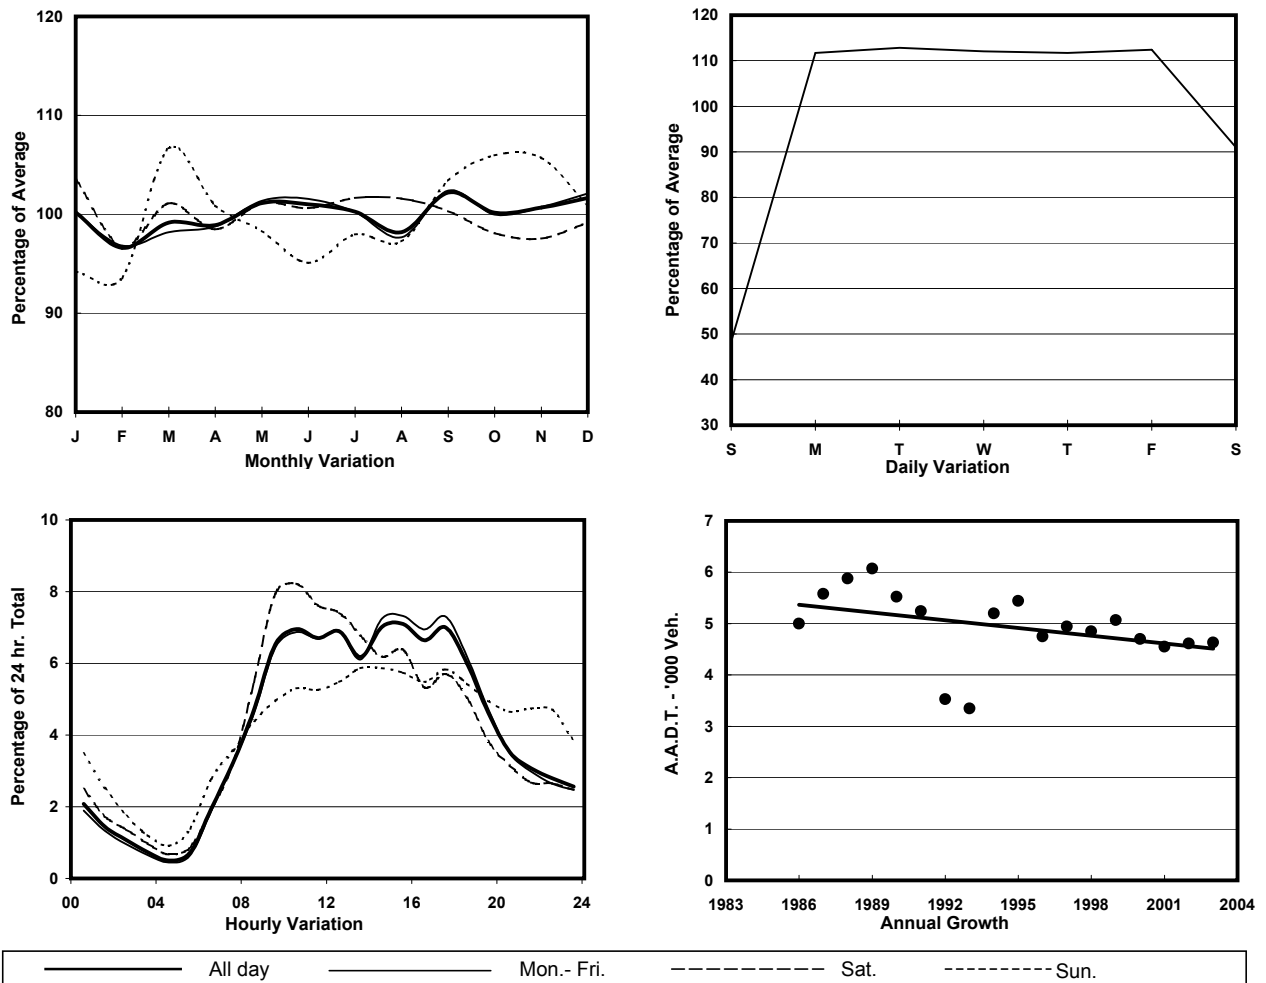 120
110
100
90
80
Percentage of Average
J F M A M J J A S O N D
Monthly Variation
120
110
100
90
80
70
60
50
40
30
Percentage of Average
S M T W T F S
Daily Variation
10
8
6
4
2
0
Percentage of 24 hr. Total
00 04 08 12 16 20 24
Hourly Variation
7
6
5
4
3
2
1
0
A.A.D.T. - '000 Veh.
1983 1986 1989 1992 1995 1998 2001 2004
Annual Growth
All day Mon.- Fri. Sat. Sun.